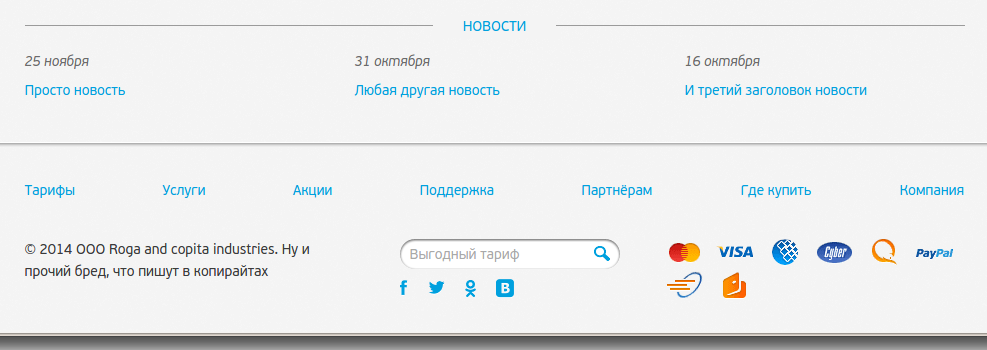 НОВОСТИ
25 ноября
31 октября
16 октября
Просто новость
Любая другая новость
И третий заголовок новости
Тарифы
Услуги
Акции
Поддержка
Партнёрам
Где купить
Компания
© 2014 ООО Roga and copita industries. Ну и
прочий бред, что пишут в копирайтах
Выгодный тариф
VISA
Cyber
PayPal